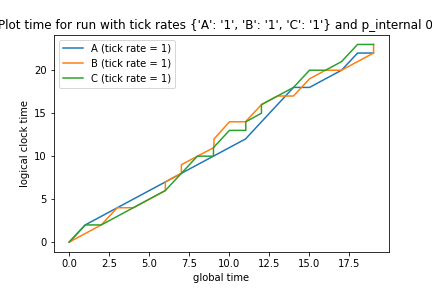 Plot time for run with tick rates {'A': '1', 'B': '1', 'C': '1'} and p_internal 0
A (tick rate = 1)
B (tick rate = 1)
C (tick rate = 1)
logical clock time
20
15
10
5
0
0.0 2.5 5.0 7.5 10.0 12.5 15.0 17.5
global time